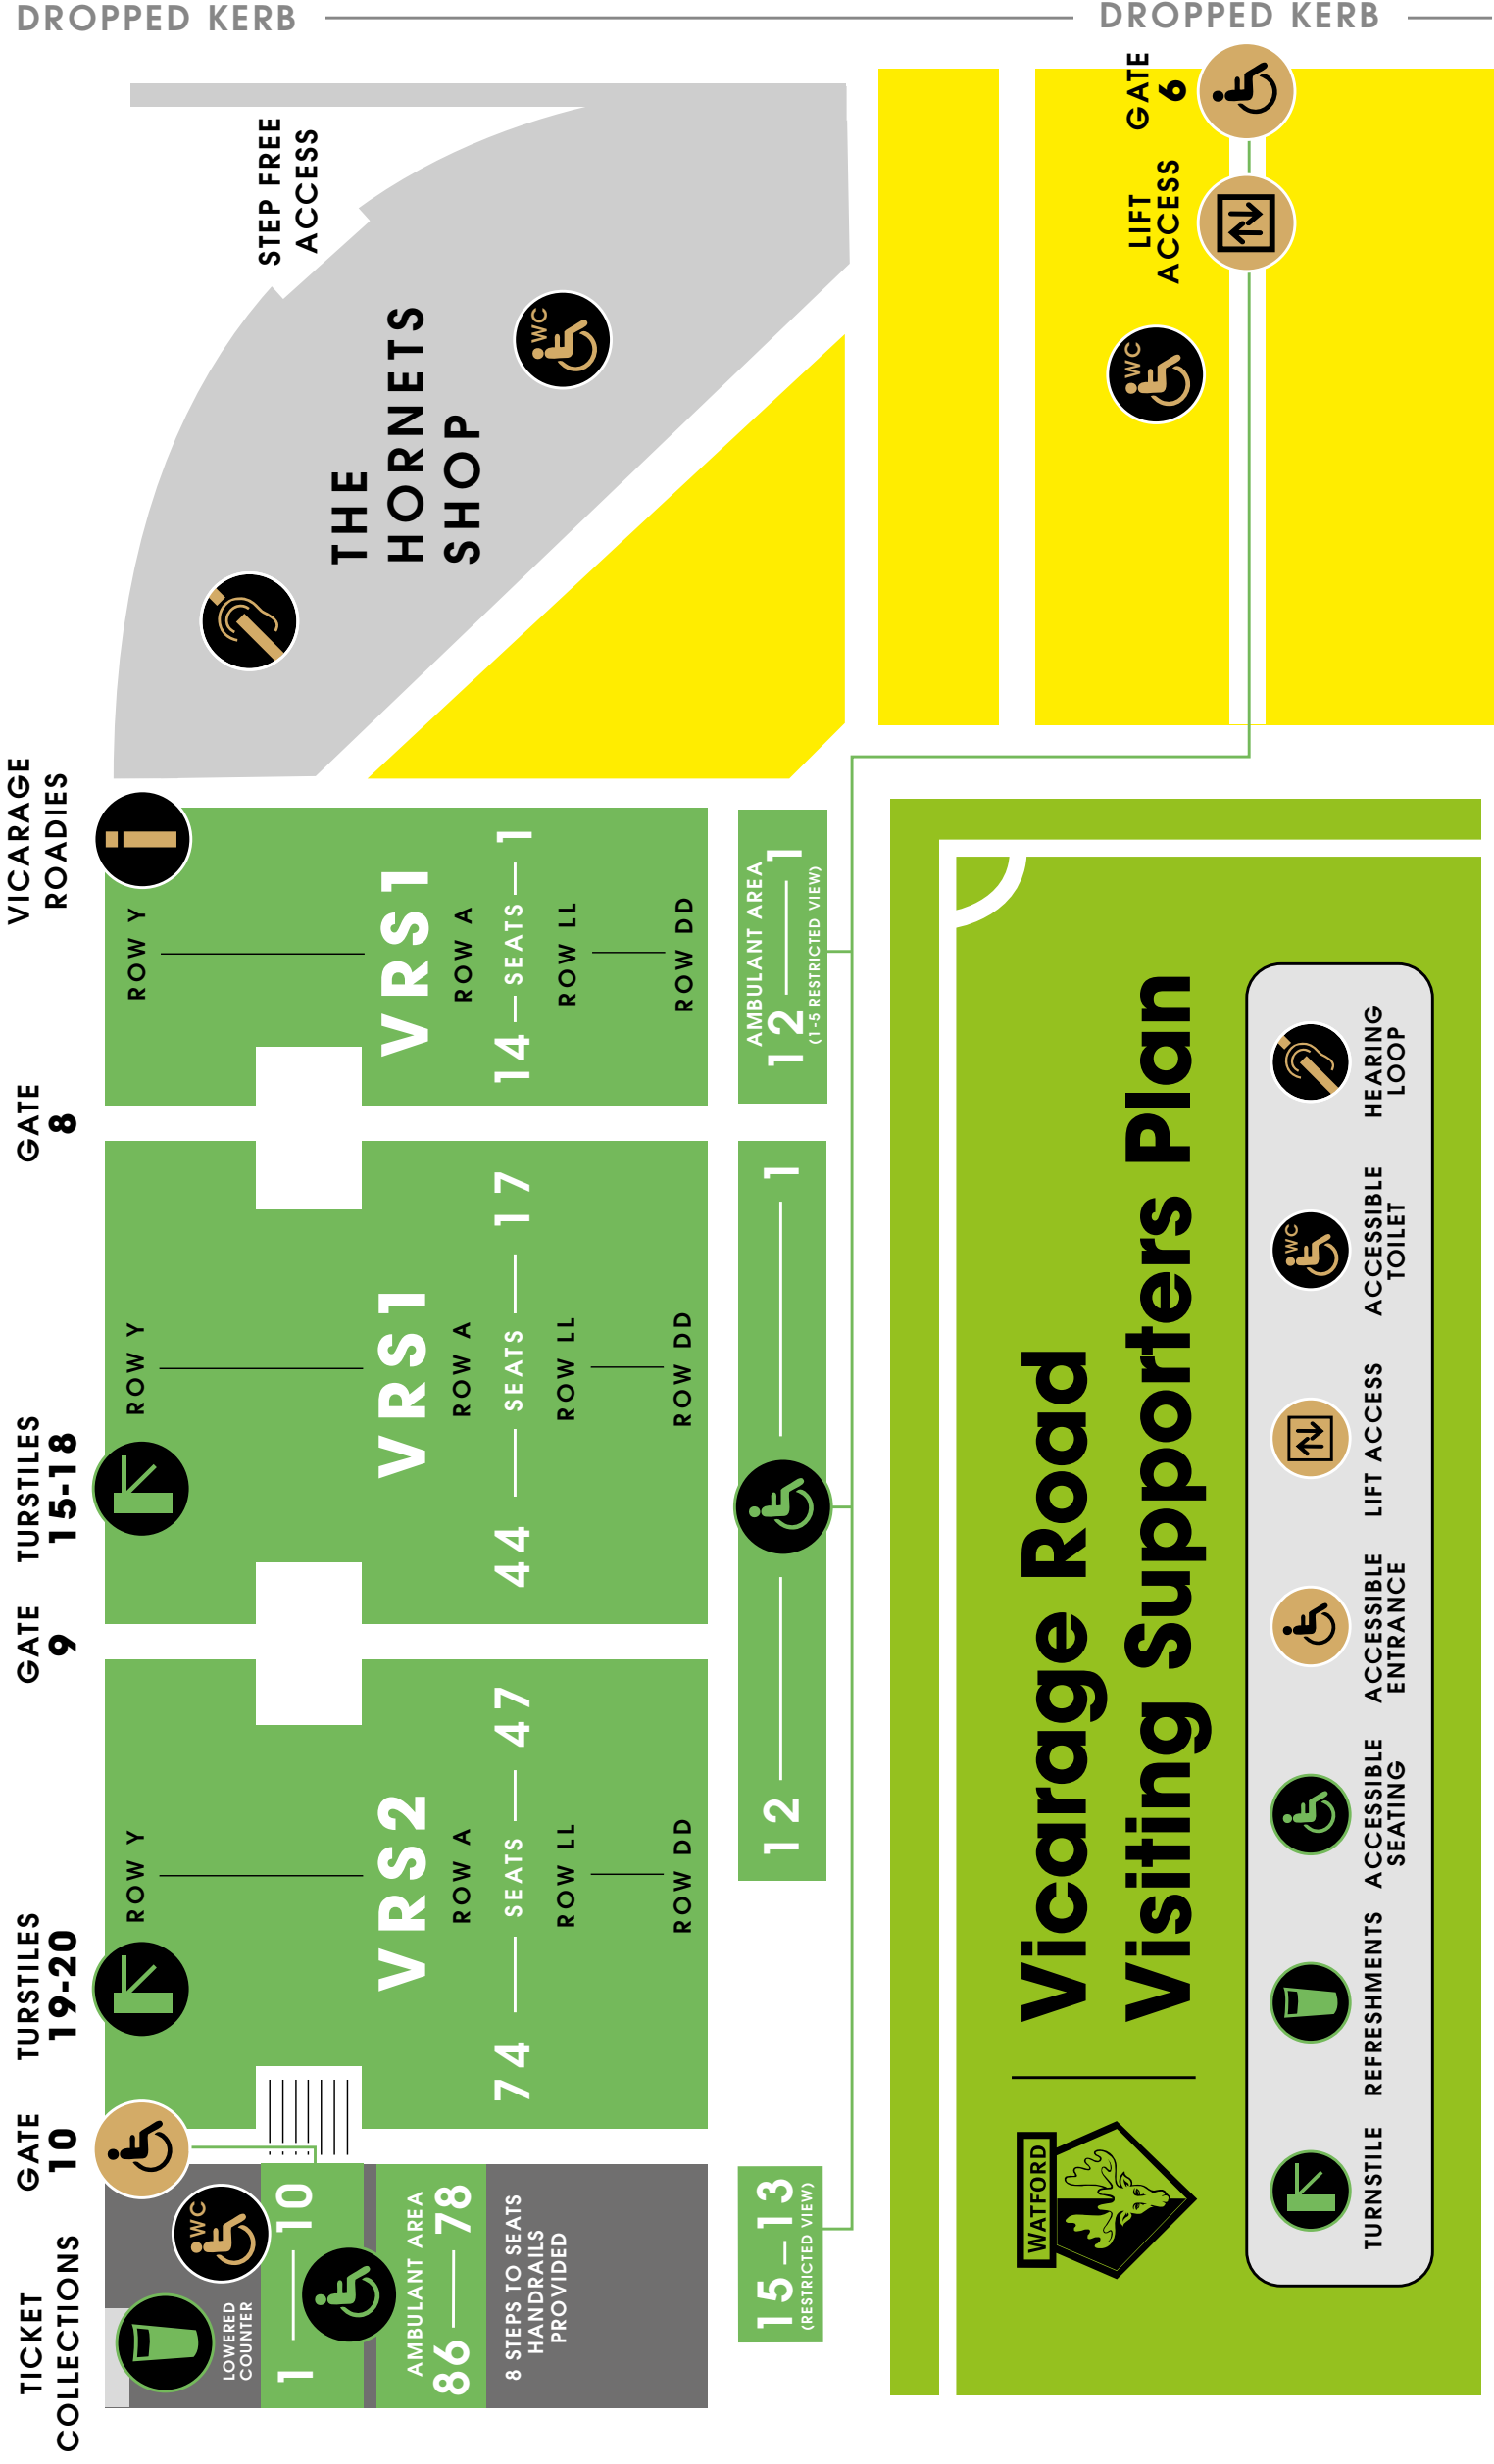 TICKET
COLLECTIONS
GATE
10
TURSTILES
19-20
GATE
9
TURSTILES
15-18
GATE
8
VICARAGE
ROADIES
DROPPED KERB
DROPPED KERB
WC
LOWERED
COUNTER
1 10
AMBULANT AREA
86 78
8 STEPS TO SEATS
HANDRAILS
PROVIDED
ROW Y
VRS2
ROW A
74 SEATS 47
ROW LL
ROW DD
ROW Y
VRS1
ROW A
44 SEATS 17
ROW LL
ROW DD
ROW Y
VRS1
ROW A
14 SEATS 1
ROW LL
ROW DD
STEP FREE
ACCESS
THE
HORNETS
SHOP
WC
15 13
(RESTRICTED VIEW)
12 1
AMBULANT AREA
12 1
(1-5 RESTRICTED VIEW)
GATE
6
LIFT
ACCESS
WC
WATFORD
Vicarage Road
Visiting Supporters Plan
TURNSTILE
REFRESHMENTS
ACCESSIBLE
SEATING
ACCESSIBLE
ENTRANCE
LIFT ACCESS
WC
ACCESSIBLE
TOILET
HEARING
LOOP